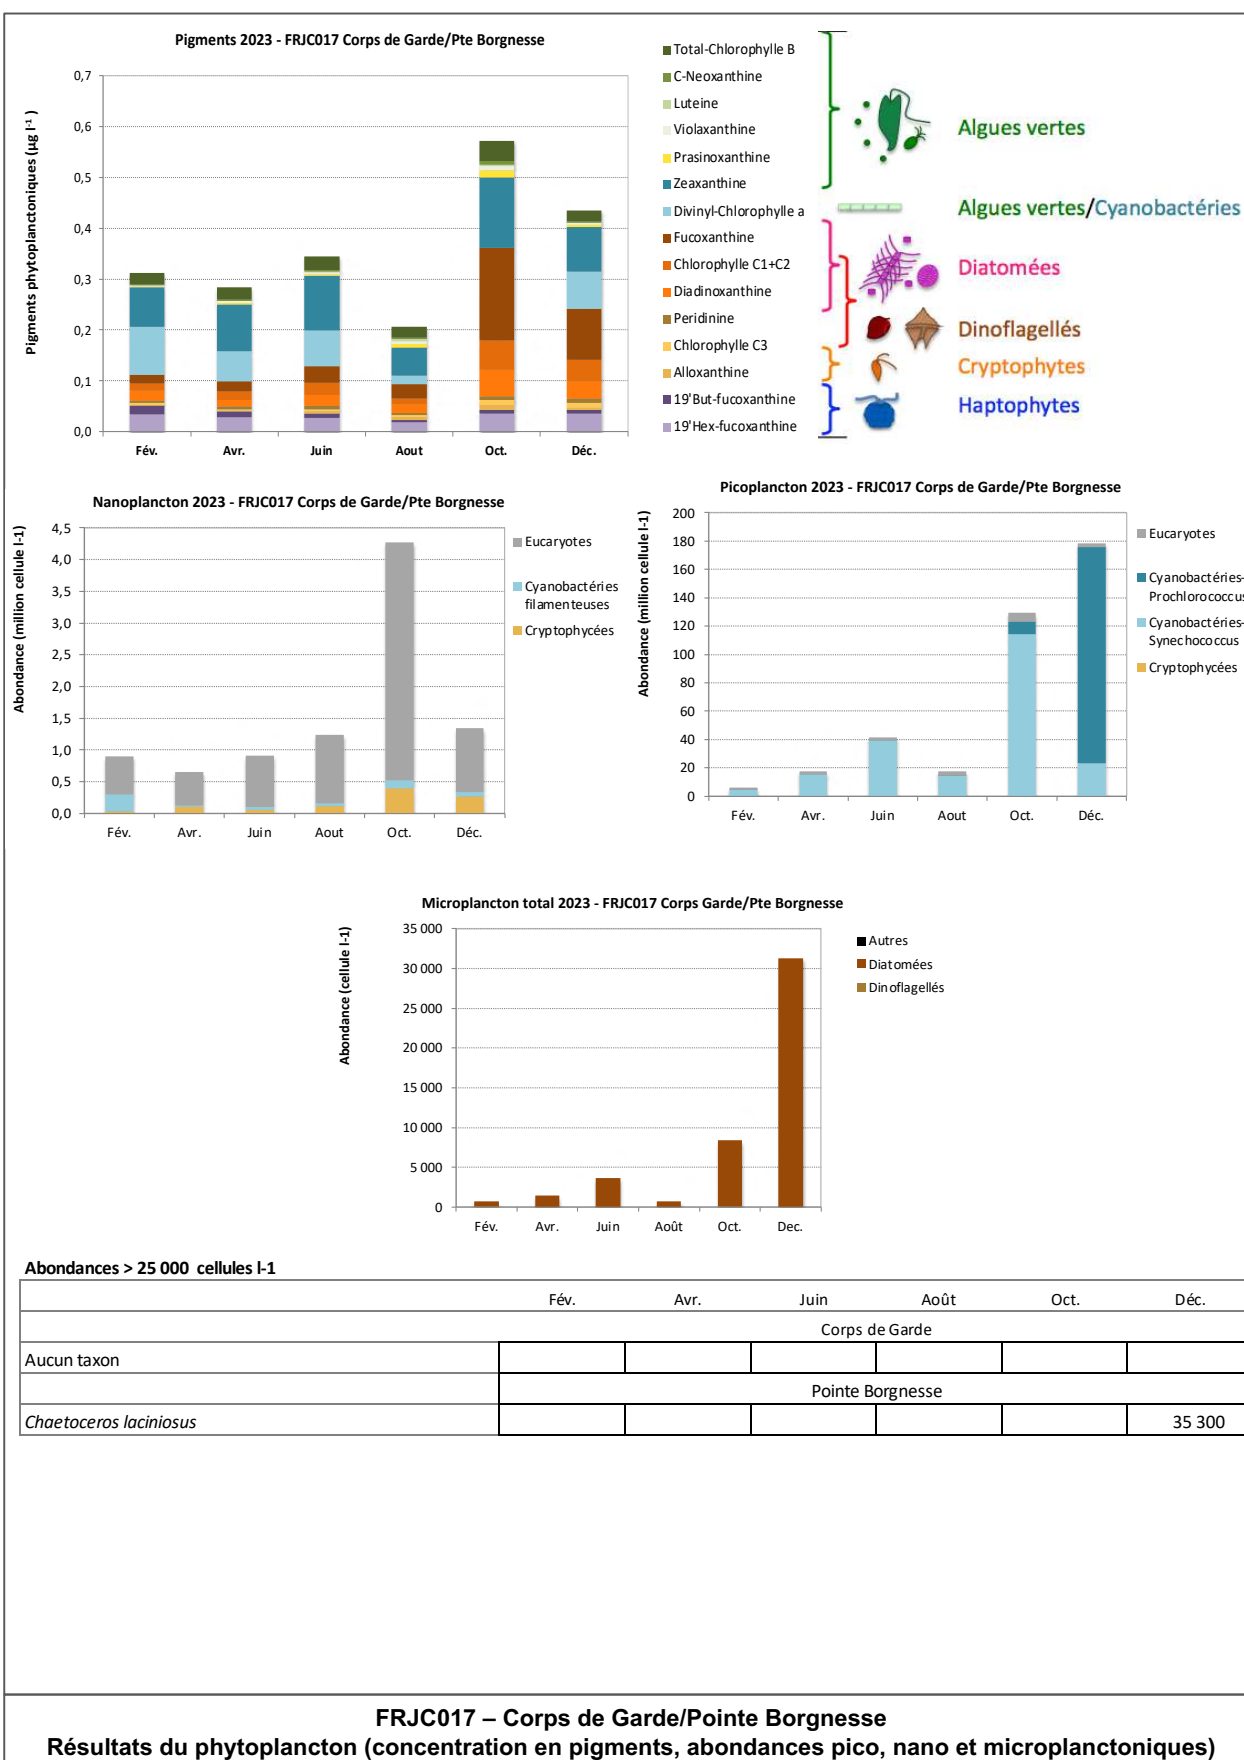 Pigments 2023 - FRJC017 Corps de Garde/Pte Borgnesse
Pigments phytoplanctoniques (µg l-1 )
0,7
0,6
0,5
0,4
0,3
0,2
0,1
0,0
Fév.
Avr.
Juin
Aout
Oct.
Déc.
Total-Chlorophylle B
C-Neoxanthine
Luteine
Violaxanthine
Prasinoxanthine
Zeaxanthine
Divinyl-Chlorophylle a
Fucoxanthine
Chlorophylle C1+C2
Diadinoxanthine
Peridinine
Chlorophylle C3
Alloxanthine
19'But-fucoxanthine
19'Hex-fucoxanthine
Algues vertes
Algues vertes/Cyanobactéries
Diatomées
Dinoflagellés
Cryptophytes
Haptophytes
Nanoplancton 2023 - FRJC017 Corps de Garde/Pte Borgnesse
Abondance (million cellule l-1)
4,5
4,0
3,5
3,0
2,5
2,0
1,5
1,0
0,5
0,0
Fév.
Avr.
Juin
Aout
Oct.
Déc.
Eucaryotes
Cyanobactéries
filamenteuses
Cryptophycées
Picoplancton 2023 - FRJC017 Corps de Garde/Pte Borgnesse
Abondance (million cellule l-1)
200
180
160
140
120
100
80
60
40
20
0
Fév.
Avr.
Juin
Aout
Oct.
Déc.
Eucaryotes
Cyanobactéries-
Prochlorococcus
Cyanobactéries-
Synechococcus
Cryptophycées
Microplancton total 2023 - FRJC017 Corps Garde/Pte Borgnesse
Abondance (cellule l-1)
35 000
30 000
25 000
20 000
15 000
10 000
5 000
0
Fév.
Avr.
Juin
Août
Oct.
Dec.
Autres
Diatomées
Dinoflagellés
Abondances > 25 000 cellules l-1
Fév. Avr. Juin Août Oct. Déc.
Corps de Garde
Aucun taxon
Pointe Borgnesse
Chaetoceros laciniosus 35 300
FRJC017 – Corps de Garde/Pointe Borgnesse
Résultats du phytoplancton (concentration en pigments, abondances pico, nano et microplanctoniques)